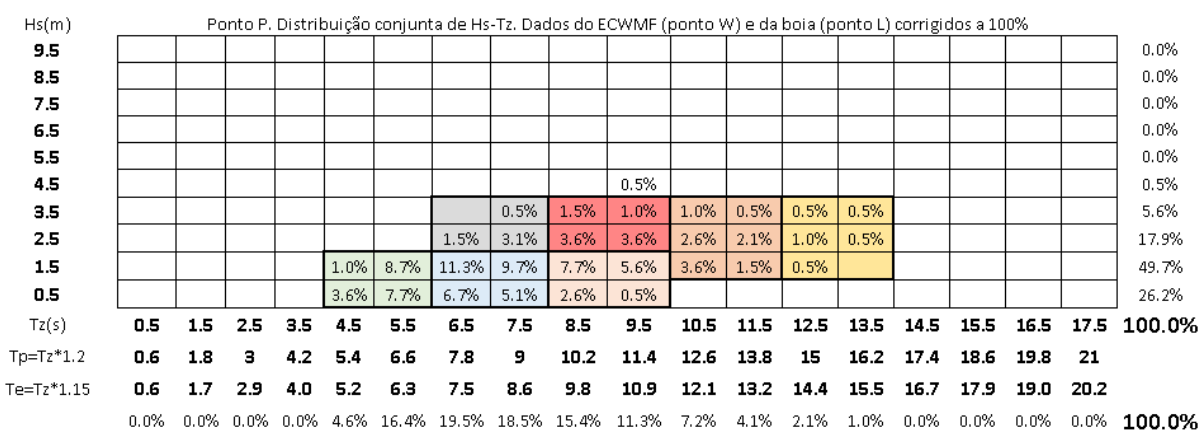 Hs(m) Ponto P. Distribuição conjunta de Hs-Tz. Dados do ECWMF (ponto W) e da boia (ponto L) corrigidos a 100%
9.5 0.0%
8.5 0.0%
7.5 0.0%
6.5 0.0%
5.5 0.0%
4.5 0.5% 0.5%
3.5 0.5% 1.5% 1.0% 1.0% 0.5% 0.5% 0.5% 5.6%
2.5 1.5% 3.1% 3.6% 3.6% 2.6% 2.1% 1.0% 0.5% 17.9%
1.5 1.0% 8.7% 11.3% 9.7% 7.7% 5.6% 3.6% 1.5% 0.5% 49.7%
0.5 3.6% 7.7% 6.7% 5.1% 2.6% 0.5% 26.2%
Tz(s) 0.5 1.5 2.5 3.5 4.5 5.5 6.5 7.5 8.5 9.5 10.5 11.5 12.5 13.5 14.5 15.5 16.5 17.5 100.0%
Tp=Tz*1.2 0.6 1.8 3 4.2 5.4 6.6 7.8 9 10.2 11.4 12.6 13.8 15 16.2 17.4 18.6 19.8 21
Te=Tz*1.15 0.6 1.7 2.9 4.0 5.2 6.3 7.5 8.6 9.8 10.9 12.1 13.2 14.4 15.5 16.7 17.9 19.0 20.2
0.0% 0.0% 0.0% 0.0% 4.6% 16.4% 19.5% 18.5% 15.4% 11.3% 7.2% 4.1% 2.1% 1.0% 0.0% 0.0% 0.0% 0.0% 100.0%